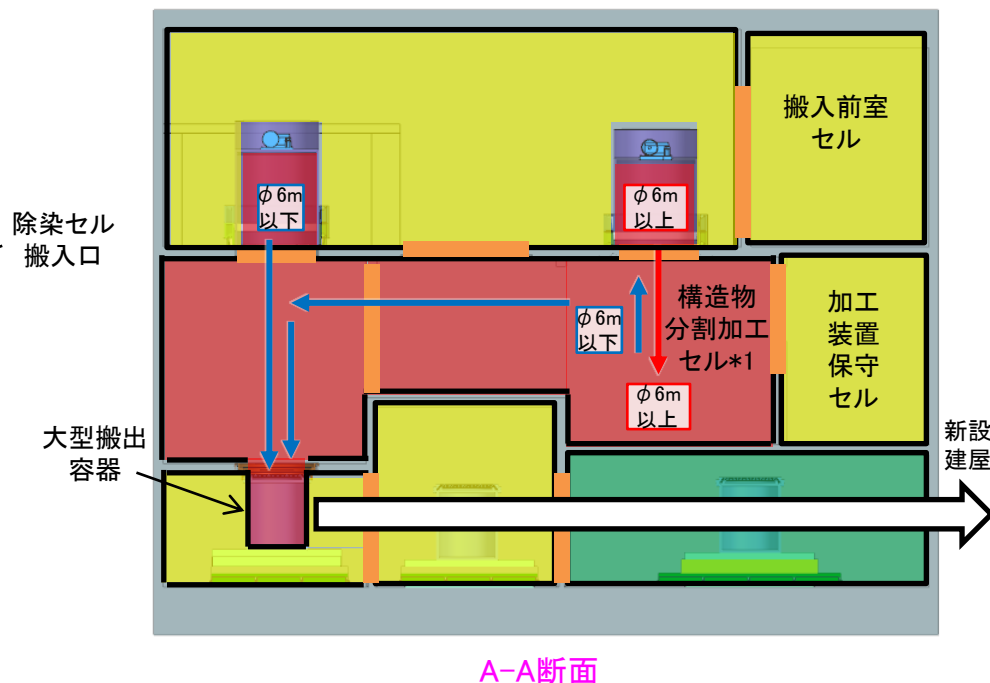 搬入前室
セル
φ6m
以下
φ6m
以上
除染セル
搬入口
構造物
分割加工
セル*1
φ6m
以下
φ6m
以上
加工
装置
保守
セル
大型搬出
容器
新設
建屋
A-A断面